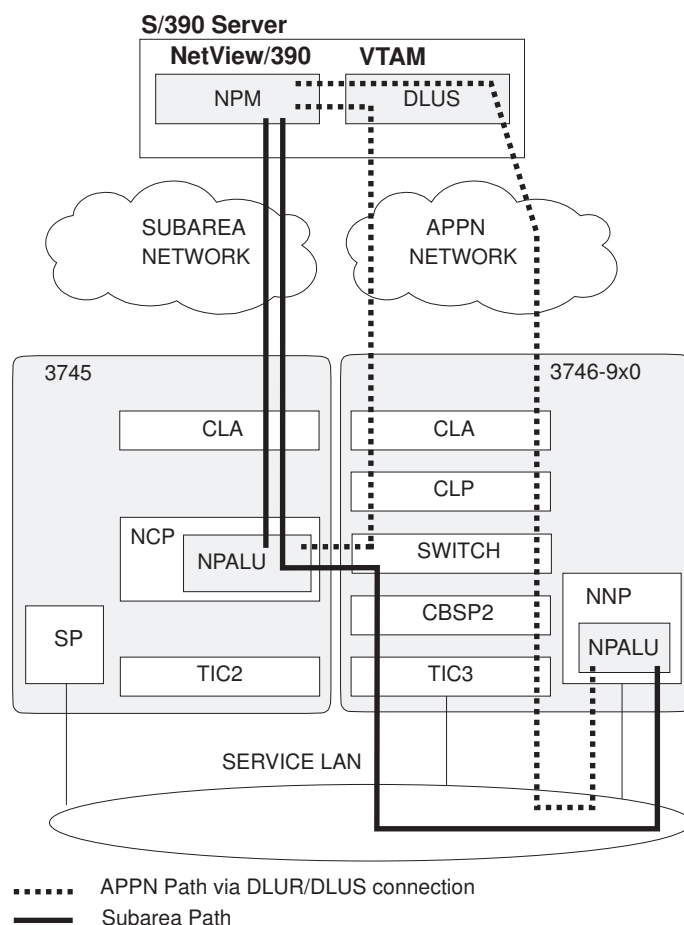 S/390 Server
NetView/390 VTAM
NPM DLUS
SUBAREA NETWORK
APPN NETWORK
3745
3746-9x0
CLA
CLA
CLP
NCP
NPALU
SWITCH
NNP
CBSP2
SP
NPALU
TIC2
TIC3
SERVICE LAN
APPN Path via DLUR/DLUS connection
Subarea Path